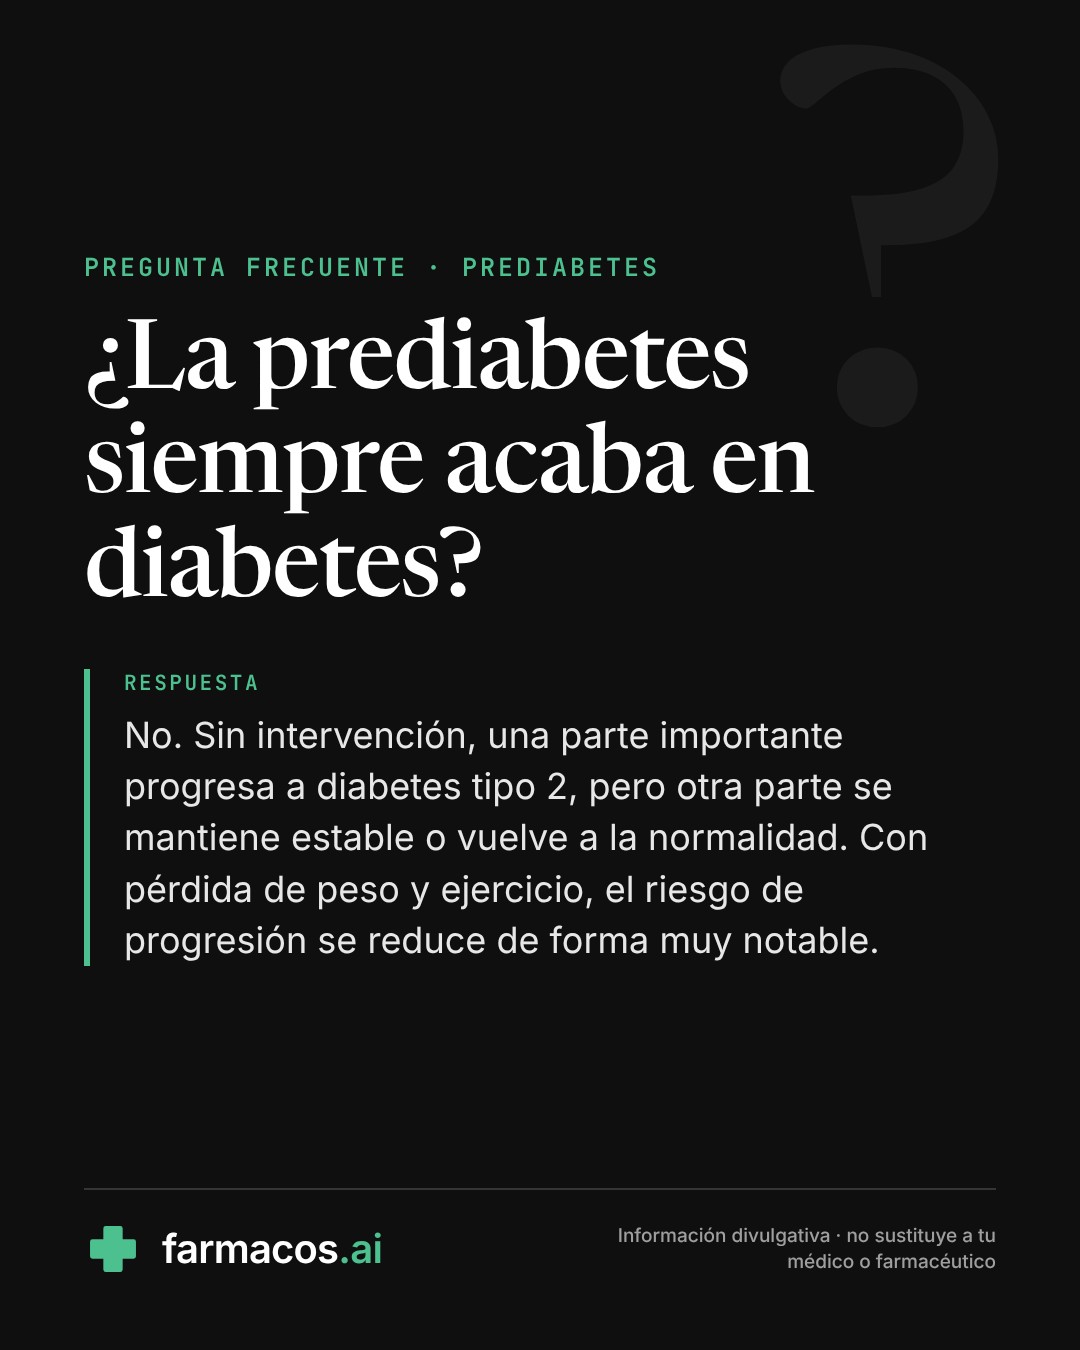 PREGUNTA FRECUENTE · PREDIABETES
¿La prediabetes
siempre acaba en
diabetes?
RESPUESTA
No. Sin intervención, una parte importante
progresa a diabetes tipo 2, pero otra parte se
mantiene estable o vuelve a la normalidad. Con
pérdida de peso y ejercicio, el riesgo de
progresión se reduce de forma muy notable.
farmacos.ai
Información divulgativa · no sustituye a tu
médico o farmacéutico